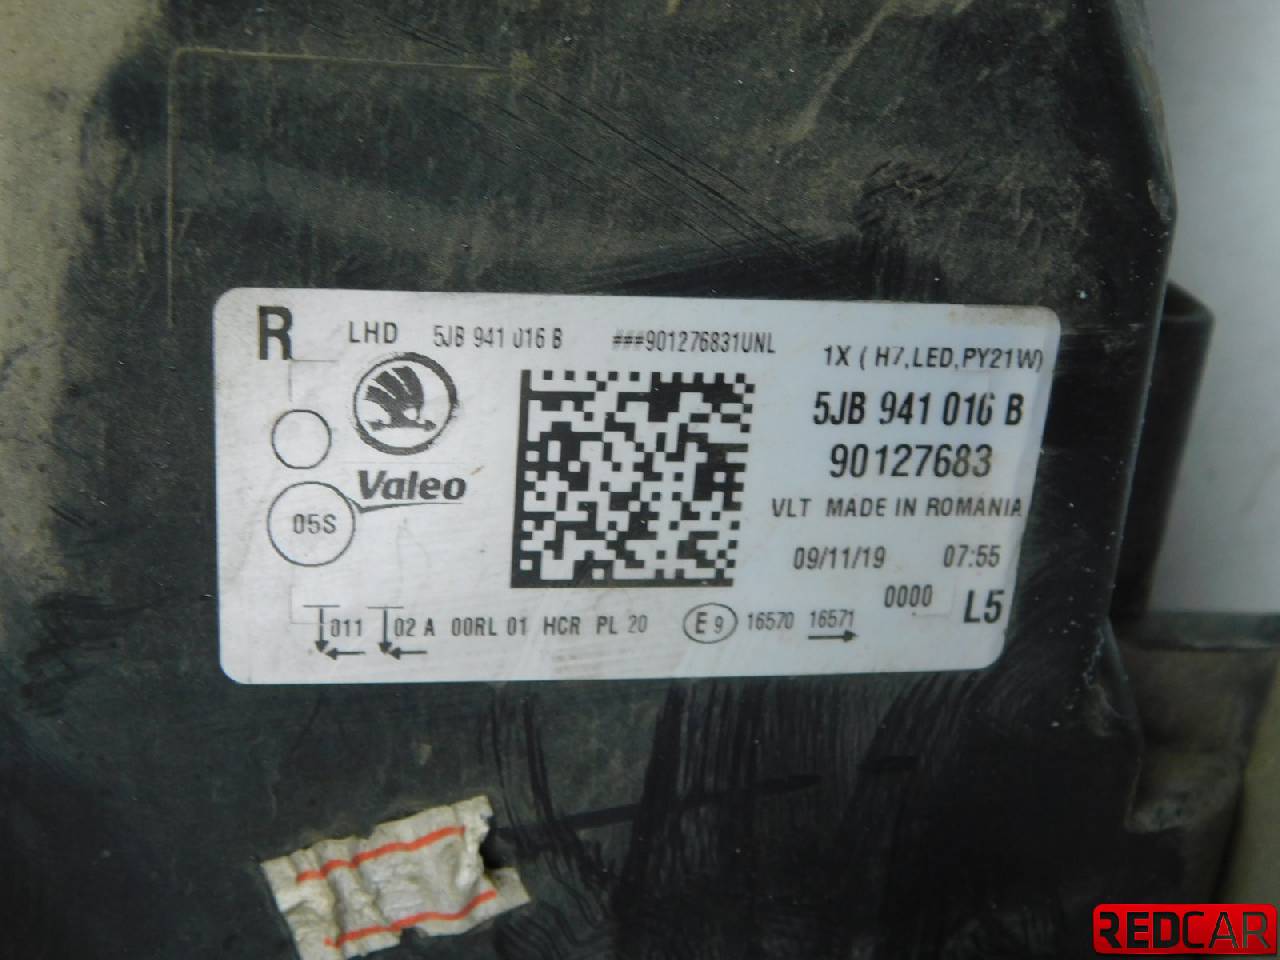 R LHD 5JB 941 016 B ###901276831UNL 1X ( H7,LED,PY21W)
5JB 941 016 B
Valeo
90127683
05S
VLT MADE IN ROMANIA
09/11/19 07:55
0000 L5
011 02 A 00RL 01 HCR PL 20 E9 16570 16571
REDCAR